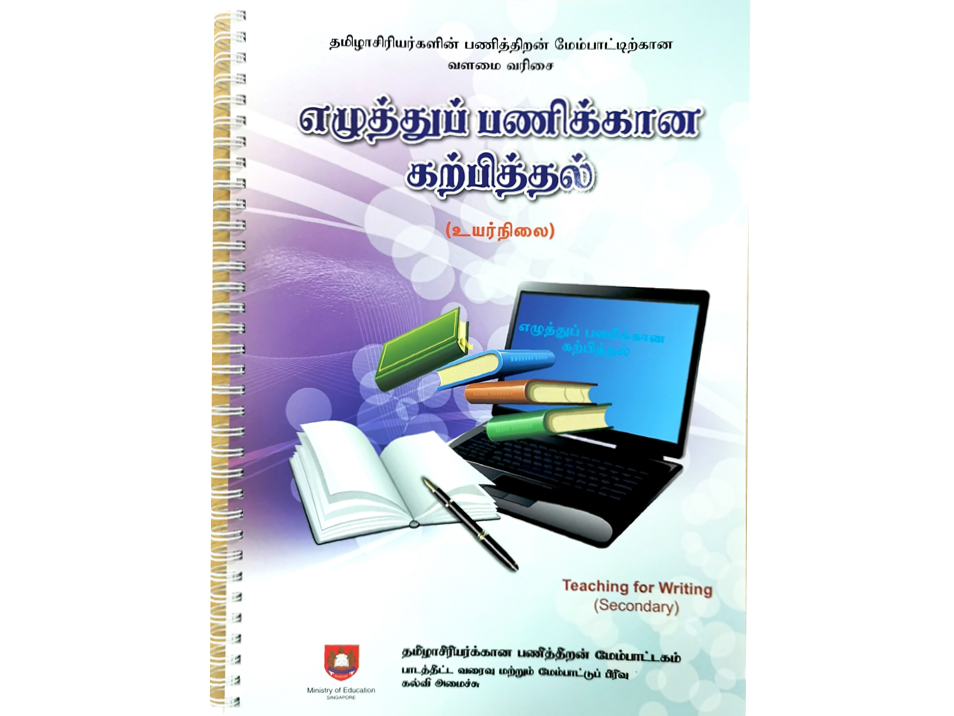 தமிழாசிரியர்களின் பணித்திறன் மேம்பாட்டிற்கான
வளமை வரிசை
எழுத்துப் பணிக்கான
கற்பித்தல்
(உயர்நிலை)
எழுத்துப் பணிக்கான
கற்பித்தல்
Teaching for Writing
(Secondary)
Ministry of Education
SINGAPORE
தமிழாசிரியர்க்கான பணித்திறன் மேம்பாட்டகம்
பாடத்திட்ட வரைவு மற்றும் மேம்பாட்டுப் பிரிவு
கல்வி அமைச்சு